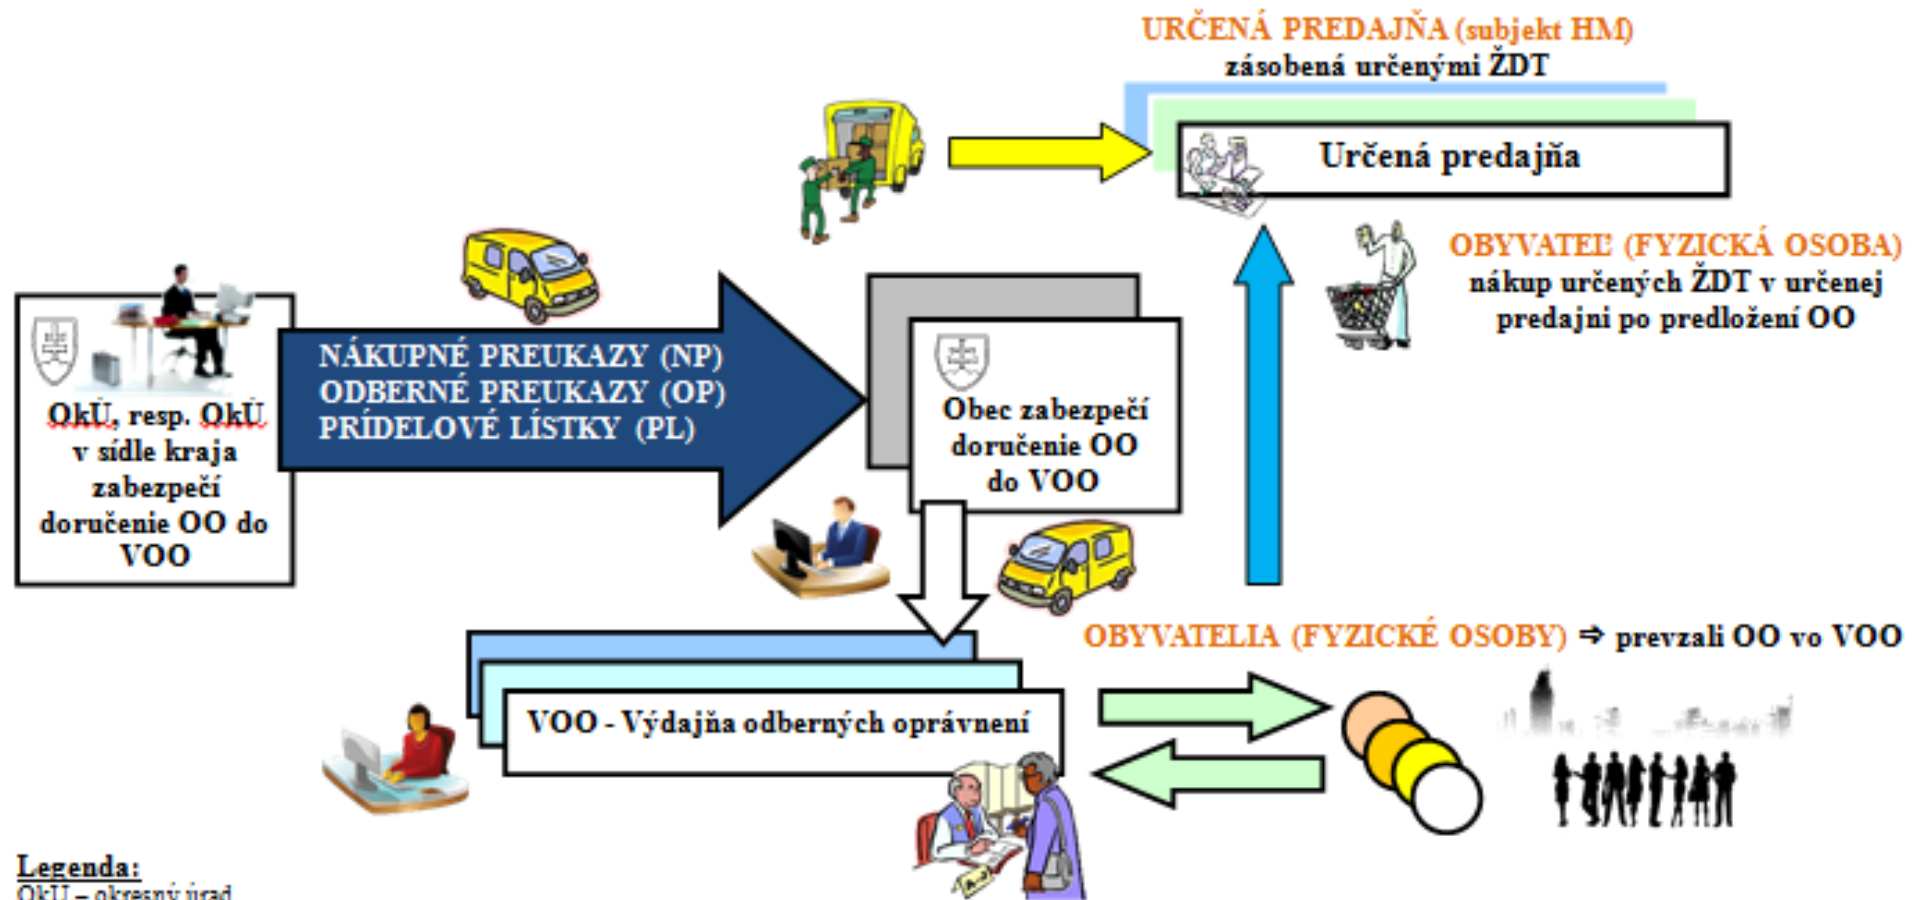 URČENÁ PREDAJŇA (subjekt HM)
zásobená určenými ŽDT
Určená predajňa
OBYVATEĽ (FYZICKÁ OSOBA)
nákup určených ŽDT v určenej
predajni po predložení OO
OkÚ, resp. OkÚ
v sídle kraja
zabezpečí
doručenie OO do
VOO
NÁKUPNÉ PREUKAZY (NP)
ODBERNÉ PREUKAZY (OP)
PRÍDELOVÉ LÍSTKY (PL)
Obec zabezpečí
doručenie OO
do VOO
OBYVATELIA (FYZICKÉ OSOBY) ⇒ prevzali OO vo VOO
VOO - Výdajňa odberných oprávnení
A-J
Legenda:
OkÚ – okresný úrad